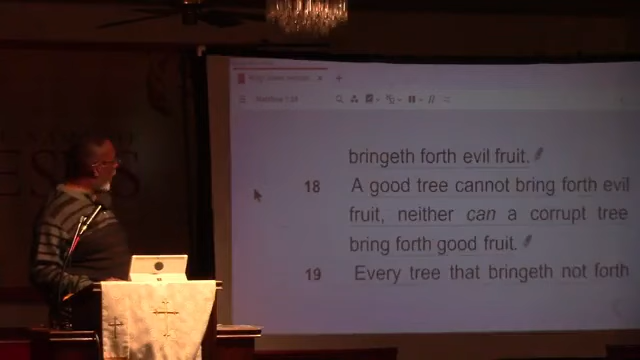 bringeth forth evil fruit.
18 A good tree cannot bring forth evil
fruit, neither can a corrupt tree
bring forth good fruit.
19 Every tree that bringeth not forth